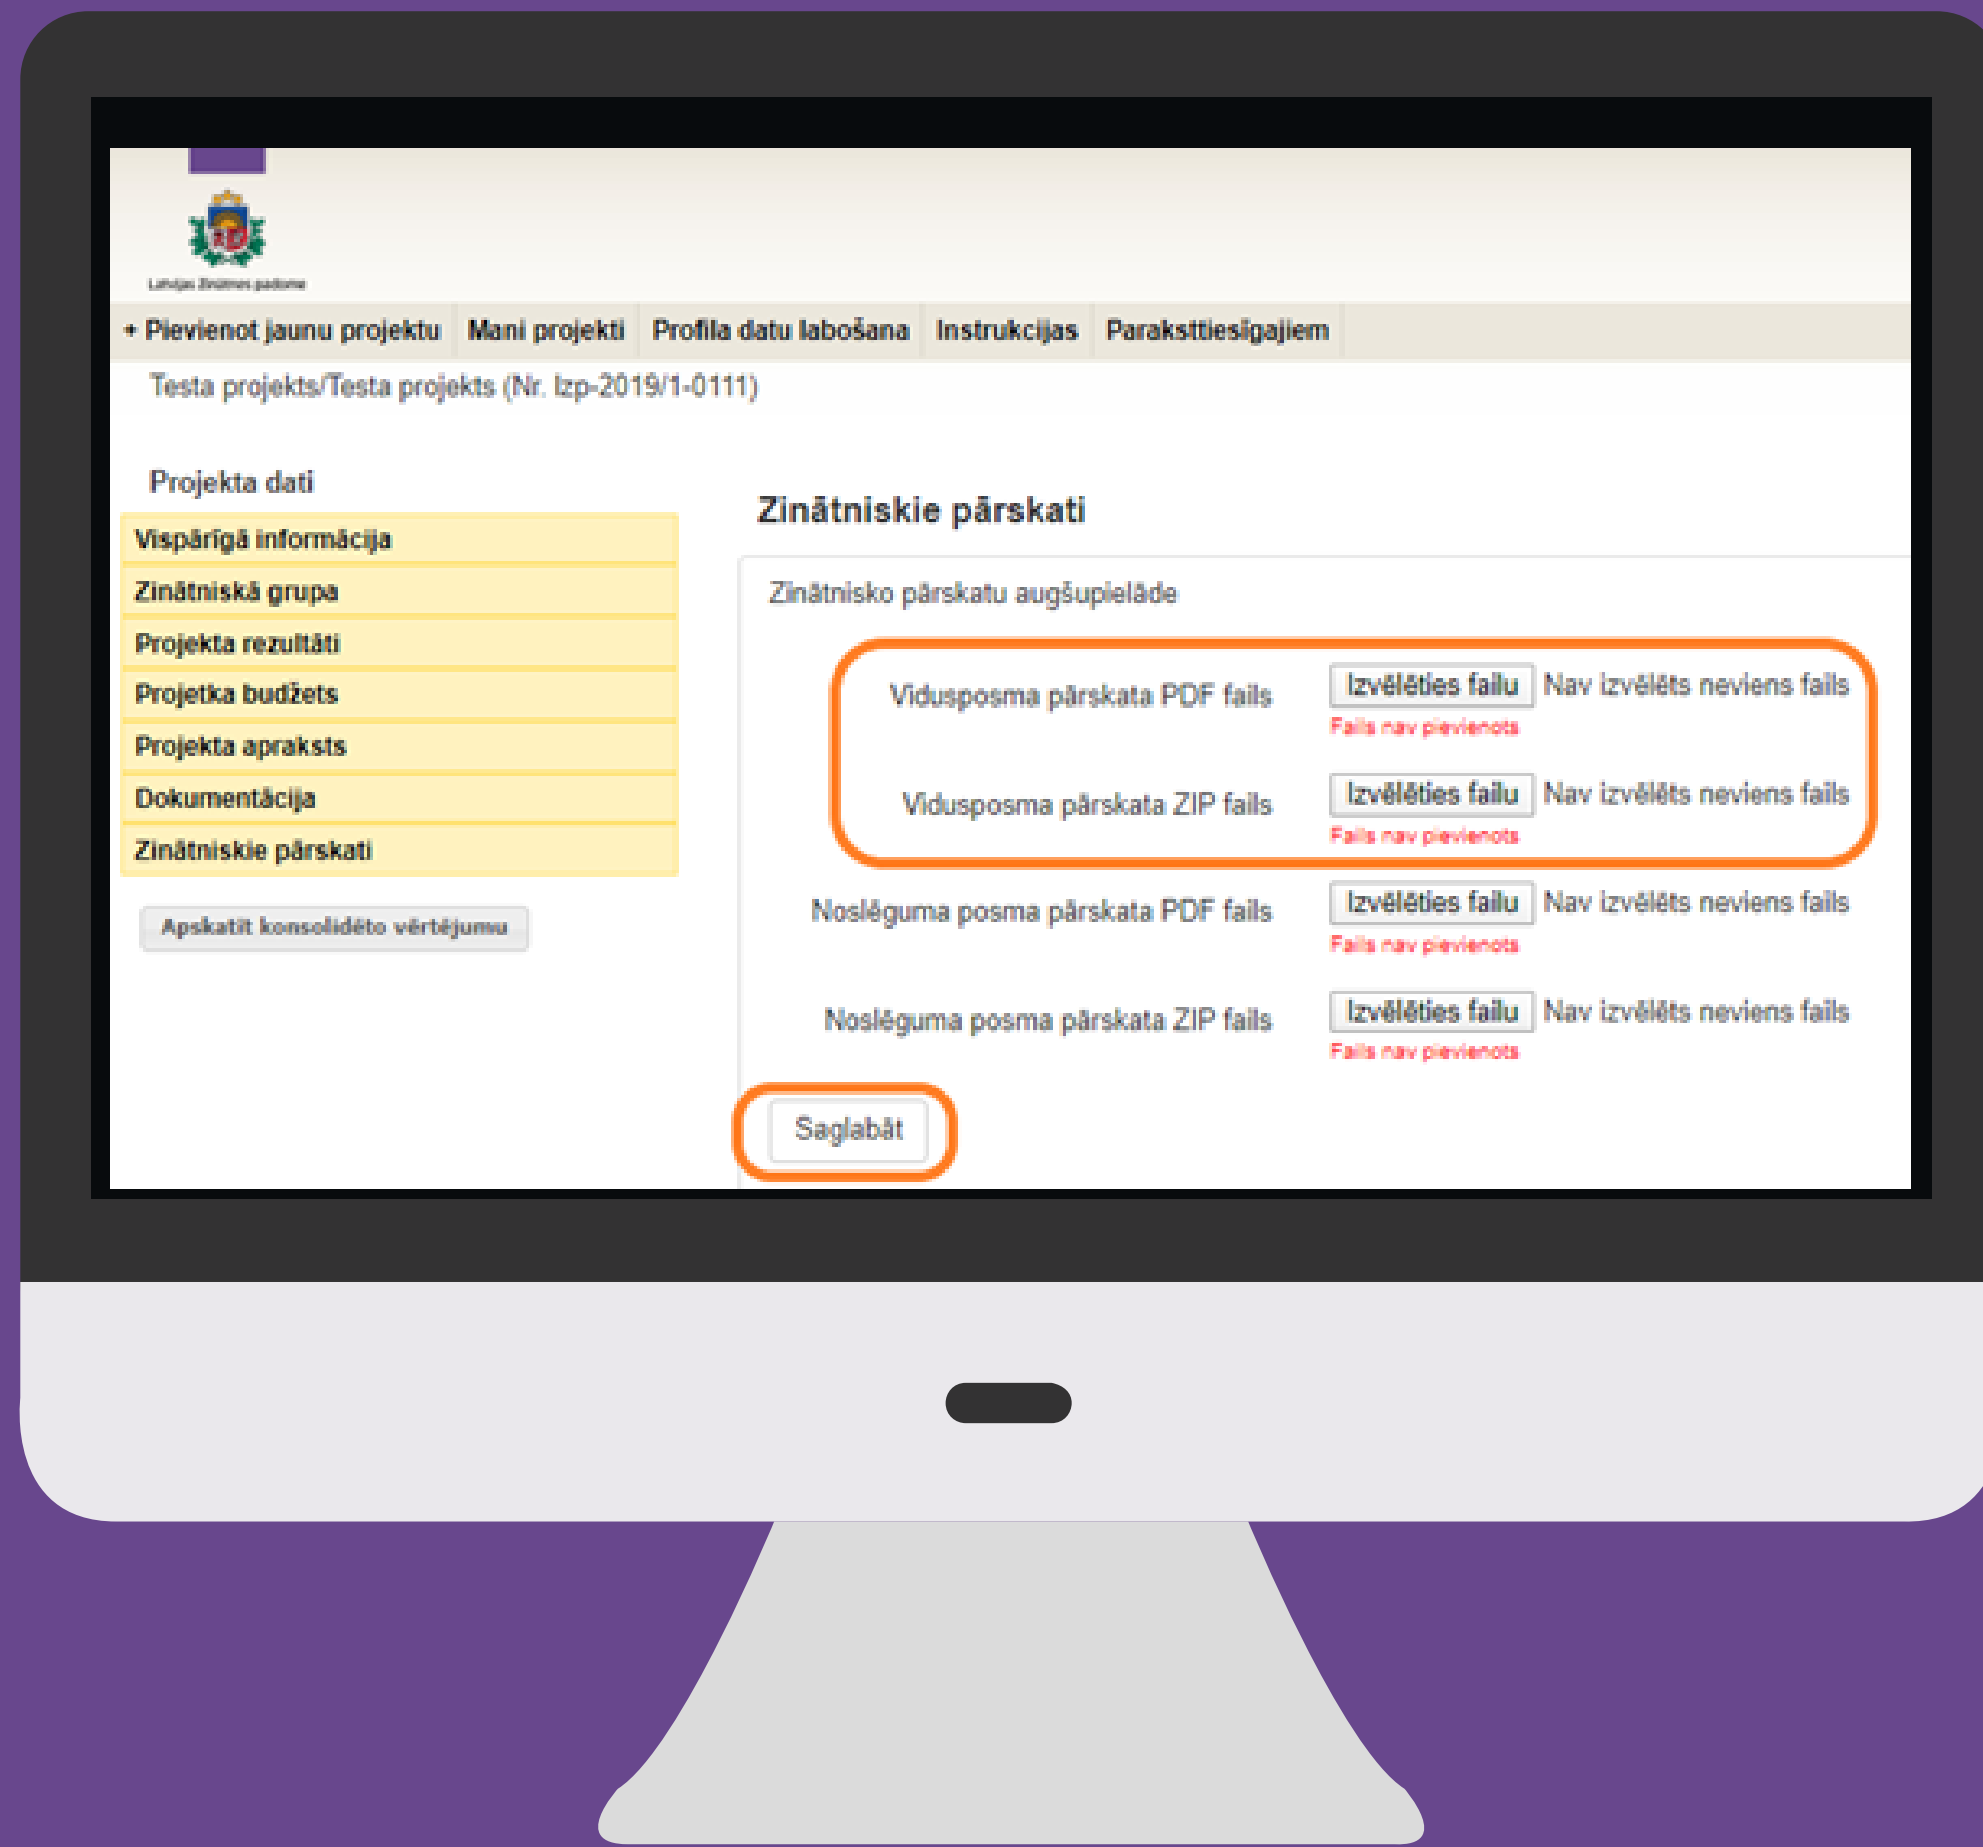 Latvijas Zinātnes padome
+ Pievienot jaunu projektu Mani projekti Profila datu labošana Instrukcijas Paraksttiesīgajiem
Testa projekts/Testa projekts (Nr. lzp-2019/1-0111)
Projekta dati
Vispārīgā informācija
Zinātniskā grupa
Projekta rezultāti
Projetka budžets
Projekta apraksts
Dokumentācija
Zinātniskie pārskati
Apskatīt konsolidēto vērtējumu
Zinātniskie pārskati
Zinātnisko pārskatu augšupielāde
Vidusposma pārskata PDF fails Izvēlēties failu Nav izvēlēts neviens fails
Fails nav pievienots
Vidusposma pārskata ZIP fails Izvēlēties failu Nav izvēlēts neviens fails
Fails nav pievienots
Noslēguma posma pārskata PDF fails Izvēlēties failu Nav izvēlēts neviens fails
Fails nav pievienots
Noslēguma posma pārskata ZIP fails Izvēlēties failu Nav izvēlēts neviens fails
Fails nav pievienots
Saglabāt